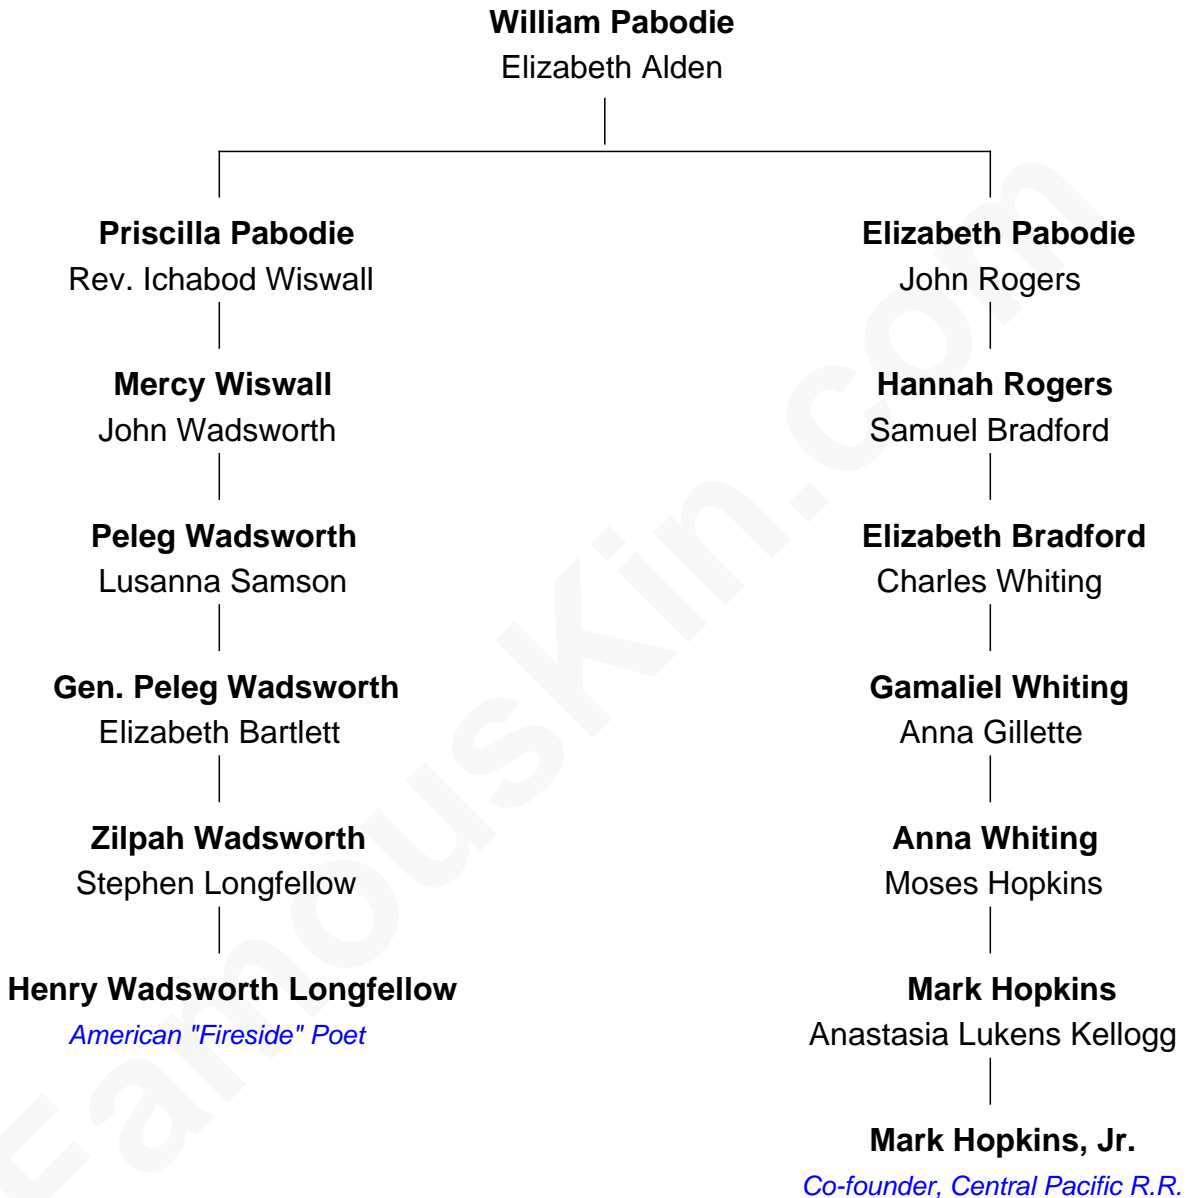 William Pabodie
Elizabeth Alden
Priscilla Pabodie
Rev. Ichabod Wiswall
Mercy Wiswall
John Wadsworth
Peleg Wadsworth
Lusanna Samson
Gen. Peleg Wadsworth
Elizabeth Bartlett
Zilpah Wadsworth
Stephen Longfellow
Henry Wadsworth Longfellow
American "Fireside" Poet
Elizabeth Pabodie
John Rogers
Hannah Rogers
Samuel Bradford
Elizabeth Bradford
Charles Whiting
Gamaliel Whiting
Anna Gillette
Anna Whiting
Moses Hopkins
Mark Hopkins
Anastasia Lukens Kellogg
Mark Hopkins, Jr.
Co-founder, Central Pacific R.R.
FamousKin.com